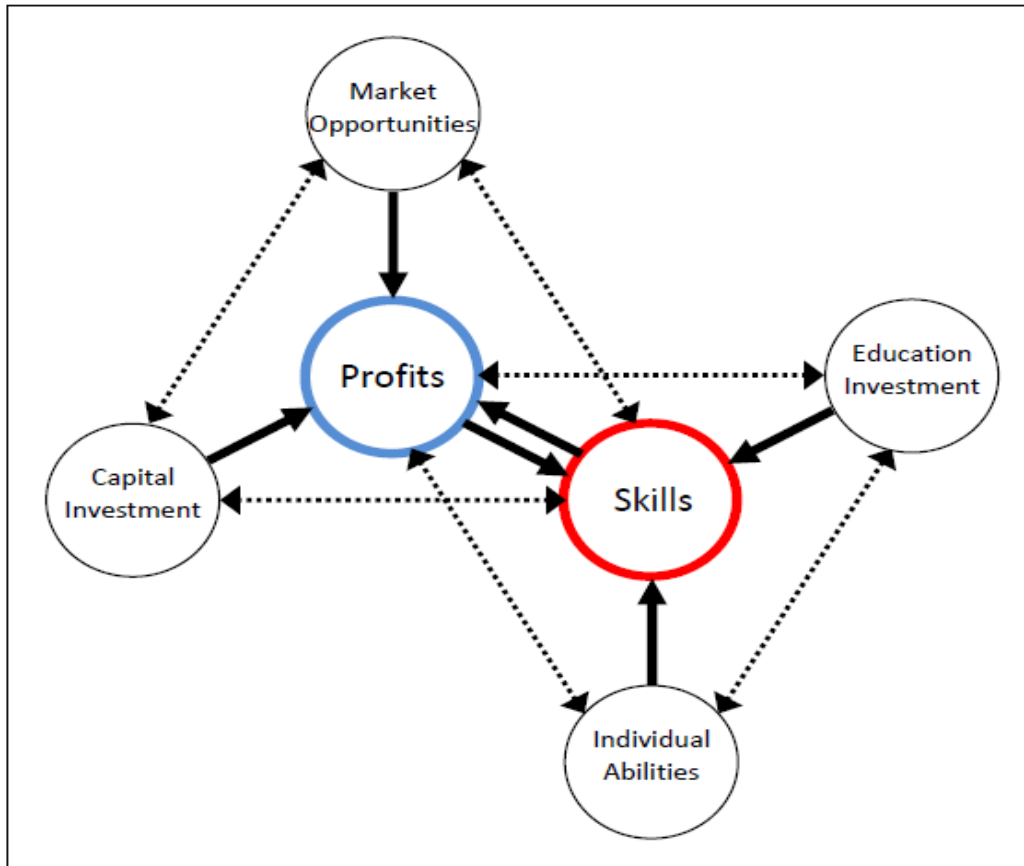 Market
Opportunities
Profits
Education
Investment
Capital
Investment
Skills
Individual
Abilities